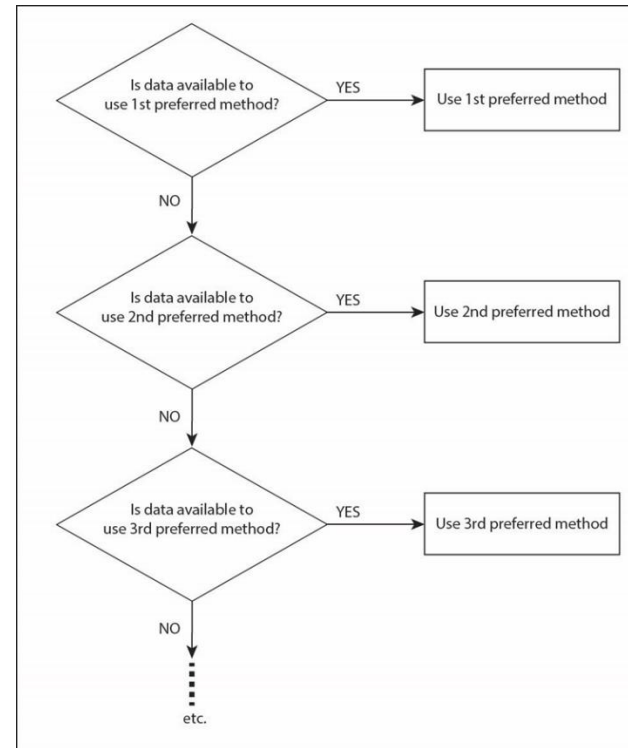 Is data available to
use 1st preferred method?
YES
Use 1st preferred method
NO
Is data available to
use 2nd preferred method?
YES
Use 2nd preferred method
NO
Is data available to
use 3rd preferred method?
YES
Use 3rd preferred method
NO
etc.